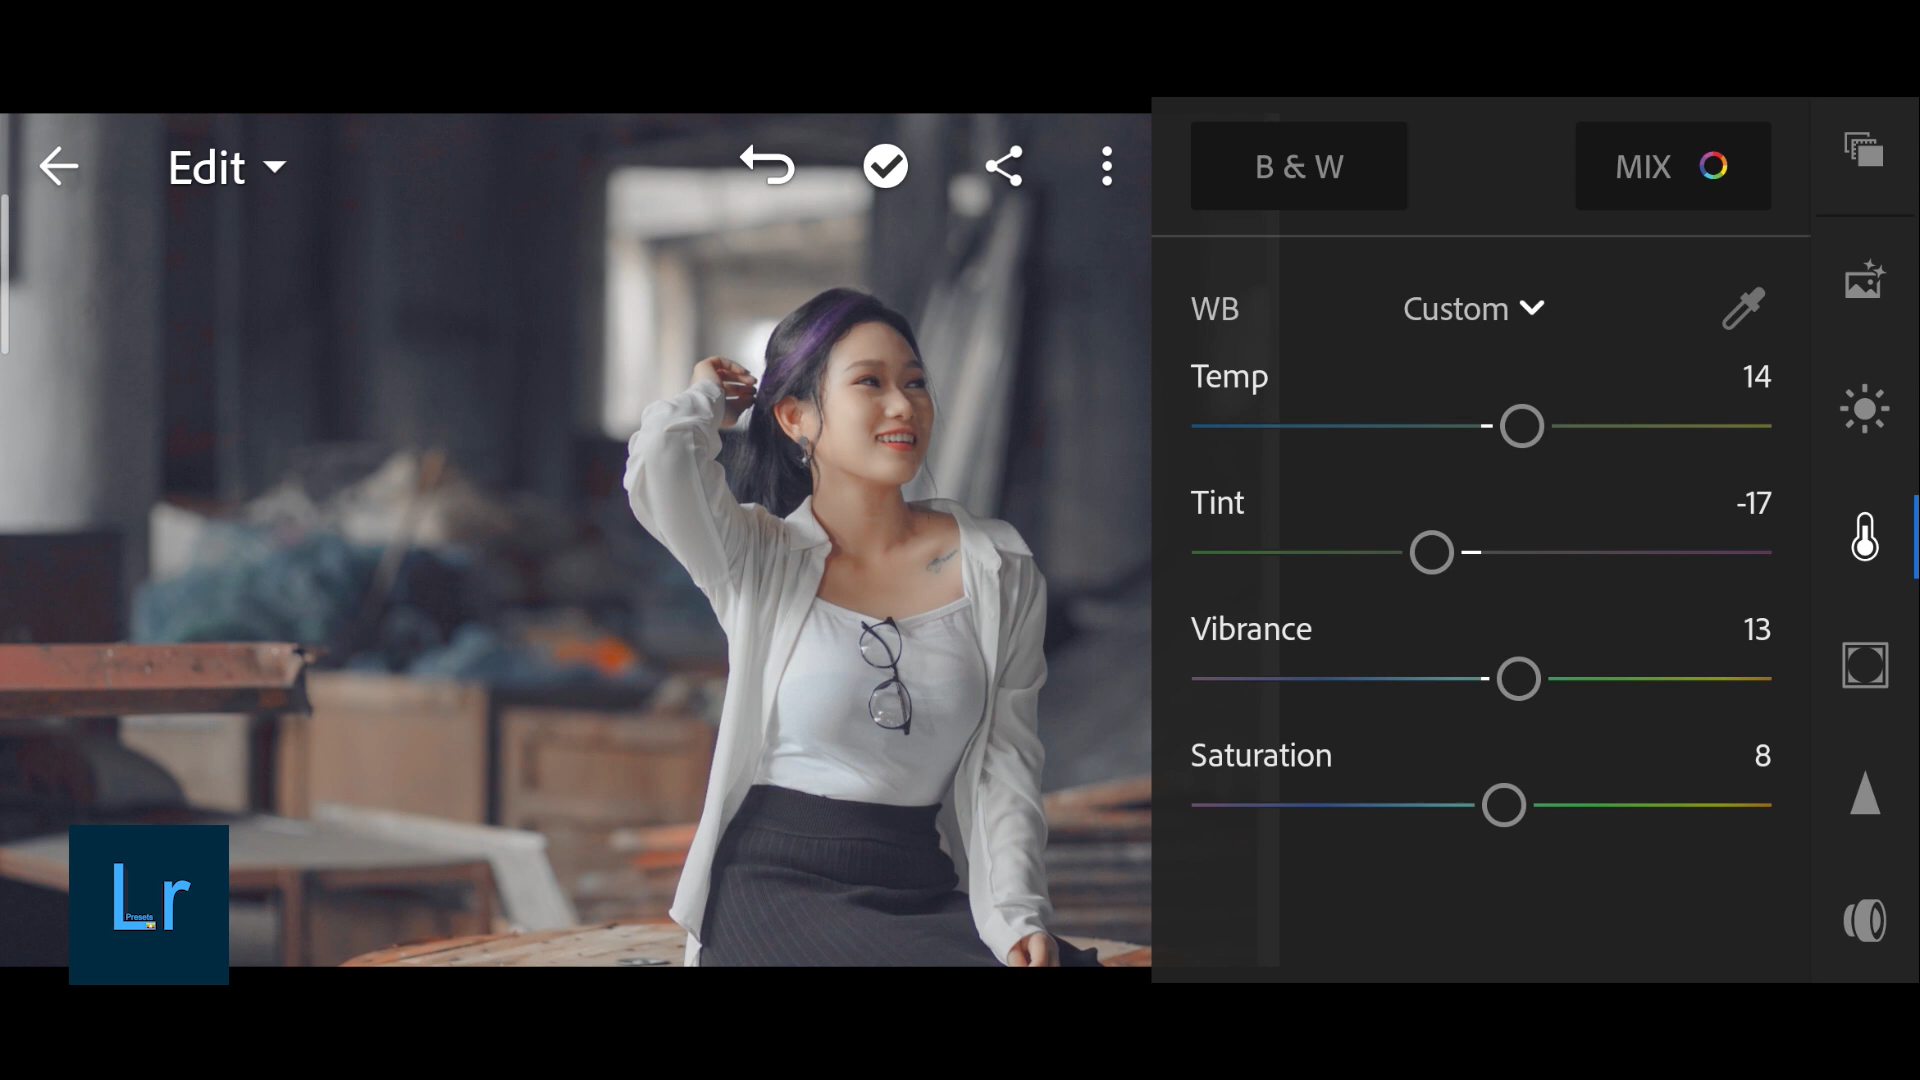 Edit
B & W
MIX
WB
Custom
Temp 14
Tint -17
Vibrance 13
Saturation 8
Lr
Presets